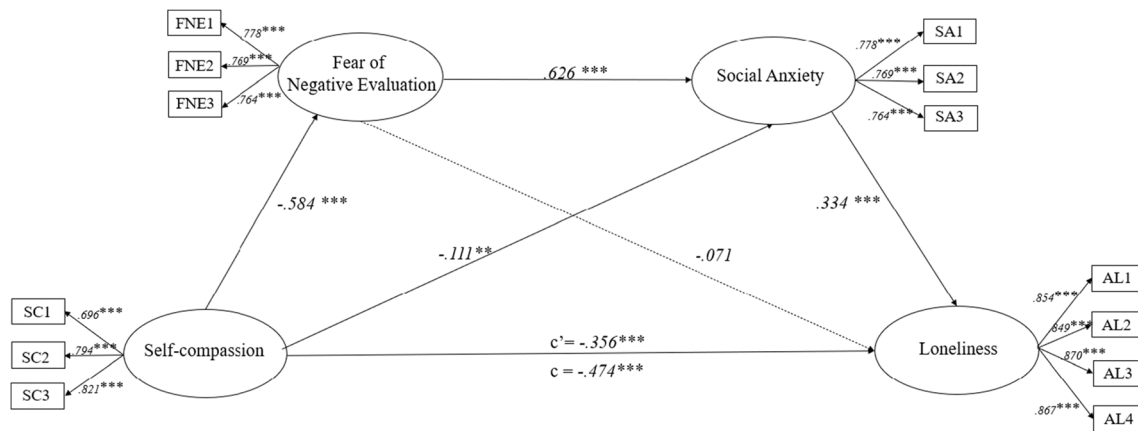 FNE1
.778***
FNE2
.769***
FNE3
.764***
Fear of
Negative Evaluation
.626 ***
Social Anxiety
.778***
SA1
.769***
SA2
.764***
SA3
-.584 ***
-.111**
-.071
.334 ***
SC1
.696***
SC2
.794***
SC3
.821***
Self-compassion
c'= -.356***
c = -.474***
Loneliness
.854***
AL1
.849***
AL2
.870***
AL3
.867***
AL4